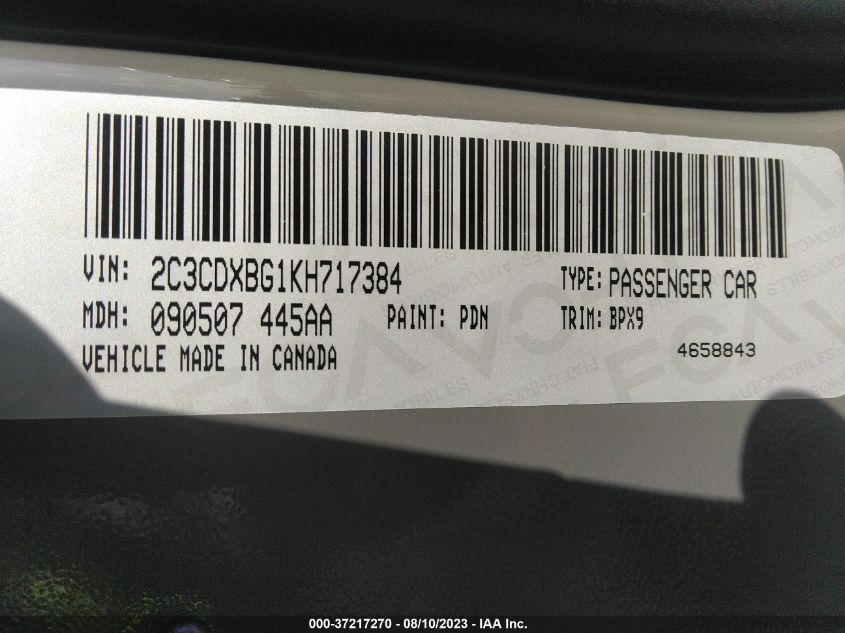 VIN: 2C3CDXBG1KH717384 TYPE: PASSENGER CAR
MDH: 090507 445AA PAINT: PDN TRIM: BPX9
VEHICLE MADE IN CANADA 4658843
000-37217270 - 08/10/2023 - IAA Inc.